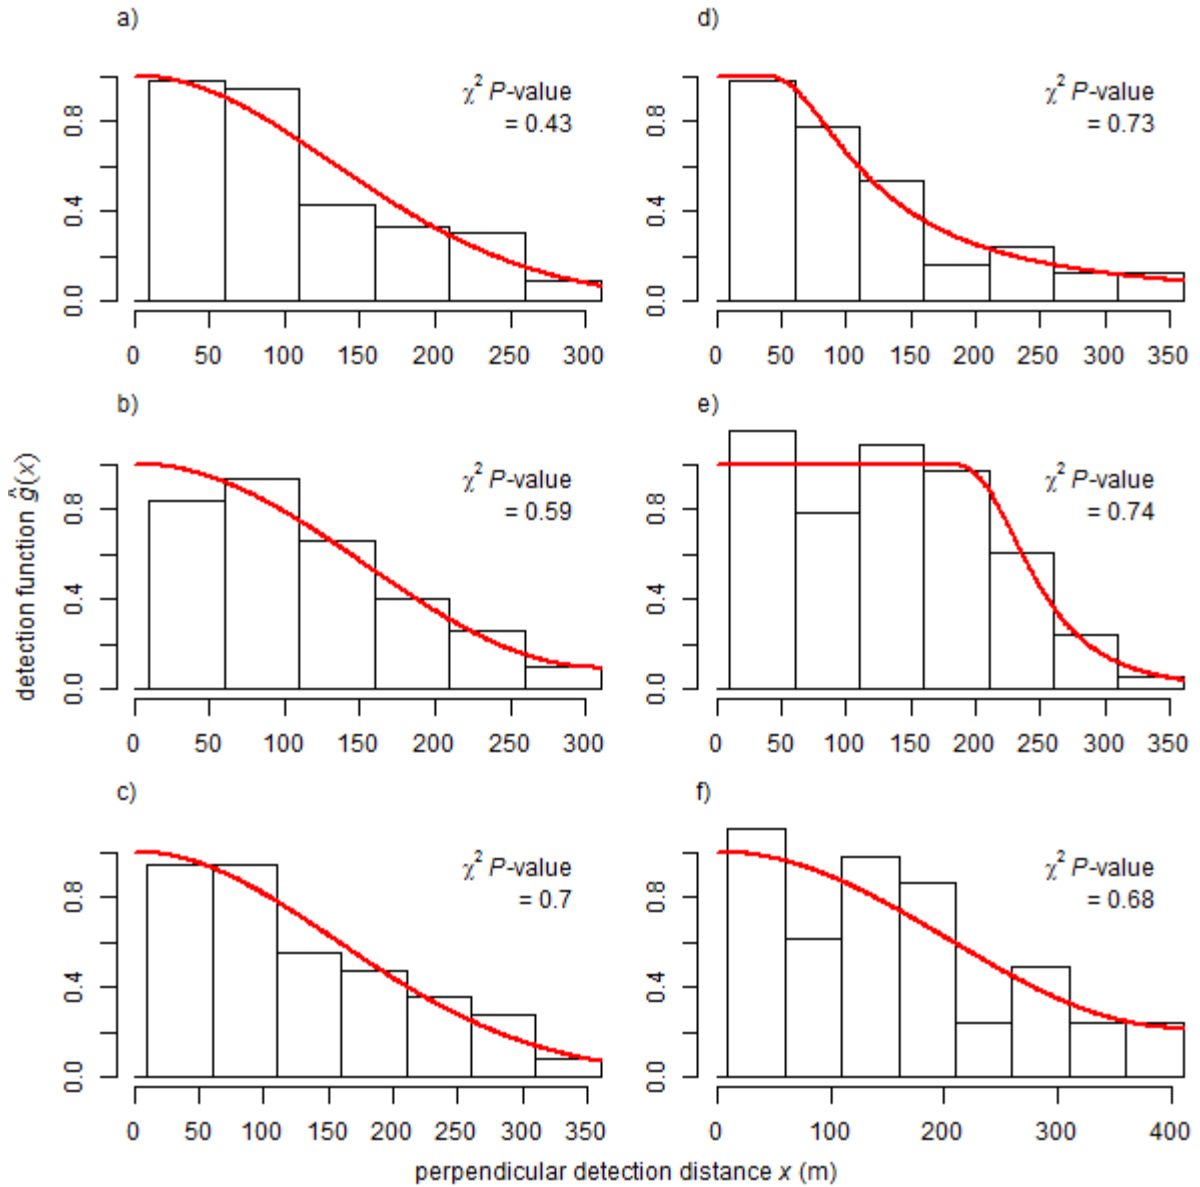 a)
χ² P-value
= 0.43
0.0 0.4 0.8
0 50 100 150 200 250 300
d)
χ² P-value
= 0.73
0.0 0.4 0.8
0 50 100 150 200 250 300 350
b)
χ² P-value
= 0.59
0.0 0.4 0.8
0 50 100 150 200 250 300
e)
χ² P-value
= 0.74
0.0 0.4 0.8
0 50 100 150 200 250 300 350
c)
χ² P-value
= 0.7
0.0 0.4 0.8
0 50 100 150 200 250 300 350
f)
χ² P-value
= 0.68
0.0 0.4 0.8
0 100 200 300 400
detection function ĝ(x)
perpendicular detection distance x (m)